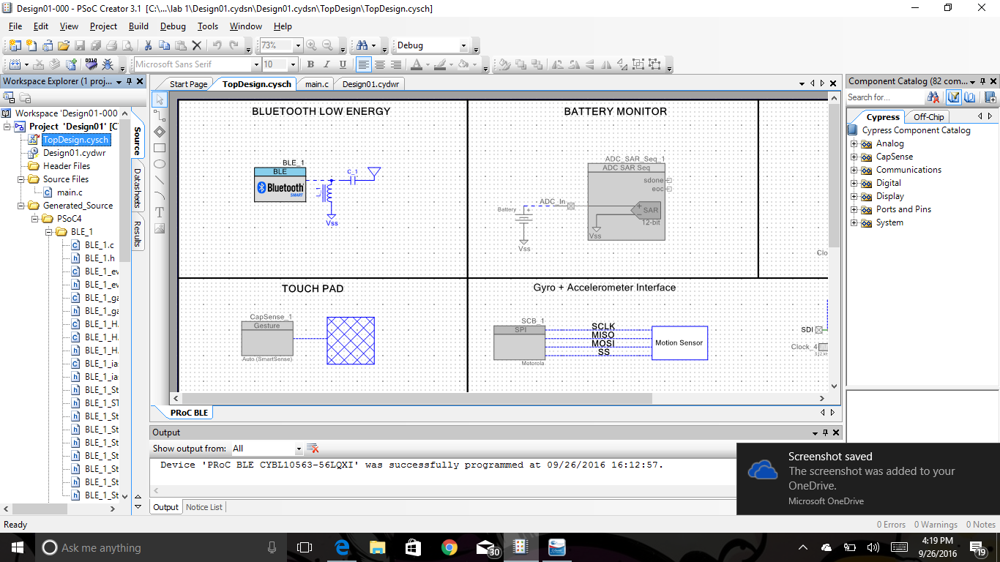 Design01-000 - PSoC Creator 3.1 [C:\...\lab 1\Design01.cydsn\Design01.cydsn\TopDesign\TopDesign.cysch]
File Edit View Project Build Debug Tools Window Help
73% Debug
Microsoft Sans Serif 10 B I U A
Workspace Explorer (1 proj...
Workspace 'Design01-000
Project 'Design01' [C
TopDesign.cysch
Design01.cydwr
Header Files
Source Files
main.c
Generated_Source
PSoC4
BLE_1
BLE_1.c
BLE_1.h
BLE_1_ev
BLE_1_ev
BLE_1_ga
BLE_1_ga
BLE_1_H.
BLE_1_H.
BLE_1_H.
BLE_1_ia
BLE_1_ia
BLE_1_St
BLE_1_ST
BLE_1_St
BLE_1_St
BLE_1_St
BLE_1_St
BLE_1_St
BLE_1_St
BLE_1_St
Source
Datasheets
Results
Start Page TopDesign.cysch main.c Design01.cydwr
BLUETOOTH LOW ENERGY
BLE_1
BLE
Bluetooth
SMART
C_1
Vss
BATTERY MONITOR
ADC_SAR_Seq_1
ADC SAR Seq
sdone
eoc
ADC_In
Battery
SAR
12-bit
Vss
Vss
Clo
TOUCH PAD
CapSense_1
Gesture
Auto (SmartSense)
Gyro + Accelerometer Interface
SCB_1
SPI
Motorola
SCLK
MISO
MOSI
SS
Motion Sensor
SDI
Clock_4
PRoC BLE
Component Catalog (82 com...
Search for...
Cypress Off-Chip
Cypress Component Catalog
Analog
CapSense
Communications
Digital
Display
Ports and Pins
System
Output
Show output from: All
Device 'PRoC BLE CYBL10563-56LQXI' was successfully programmed at 09/26/2016 16:12:57.
Output Notice List
Screenshot saved
The screenshot was added to your
OneDrive.
Microsoft OneDrive
Ready 0 Errors 0 Warnings 0 Notes
Ask me anything
30
4:19 PM
9/26/2016
19